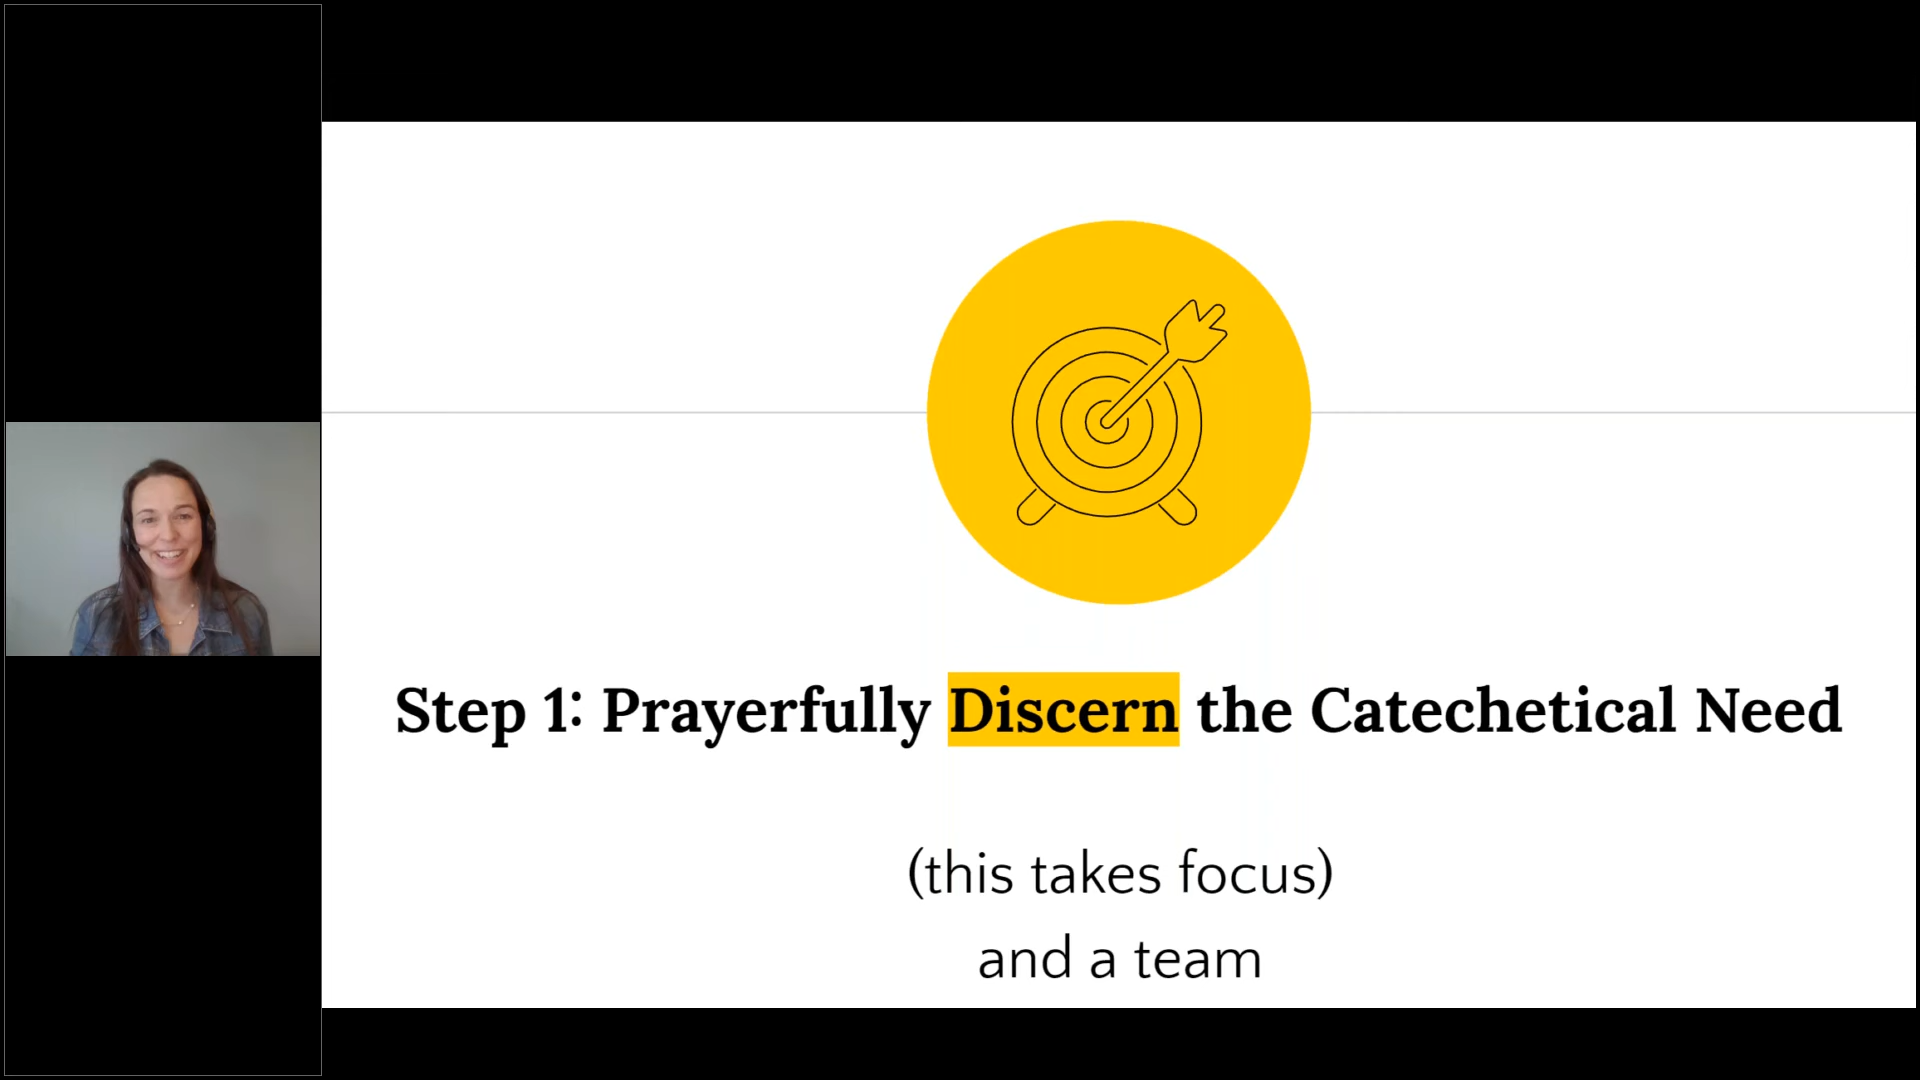 Step 1: Prayerfully Discern the Catechetical Need
(this takes focus)
and a team